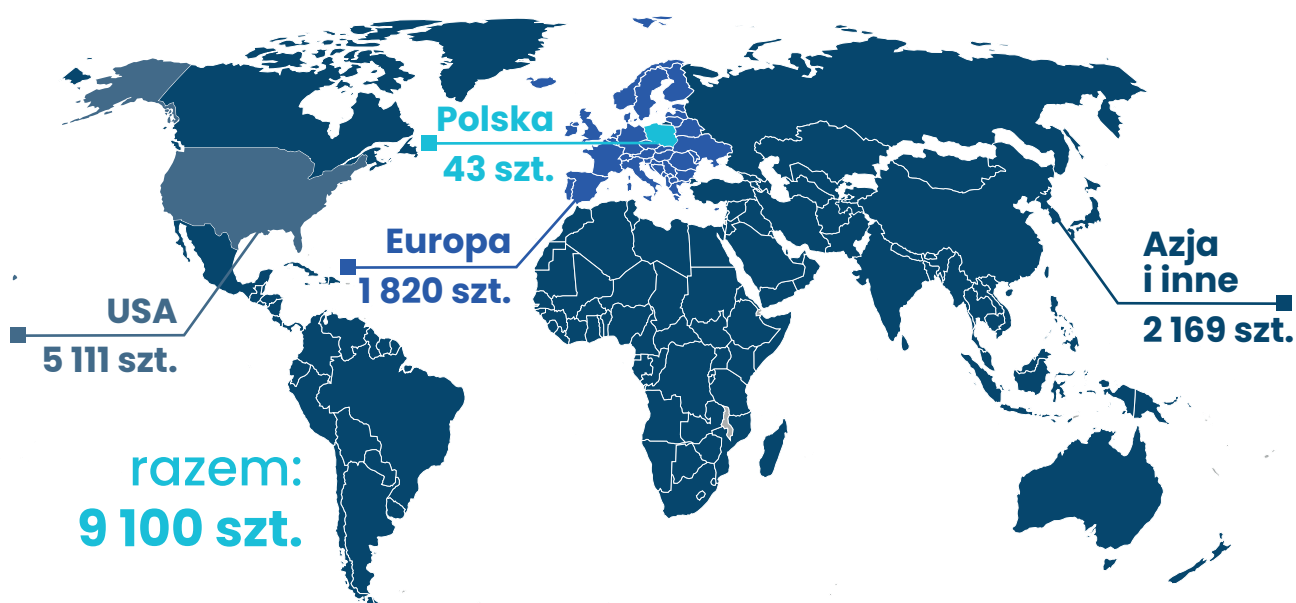 Polska
43 szt.
Europa
1 820 szt.
USA
5 111 szt.
Azja
i inne
2 169 szt.
razem:
9 100 szt.